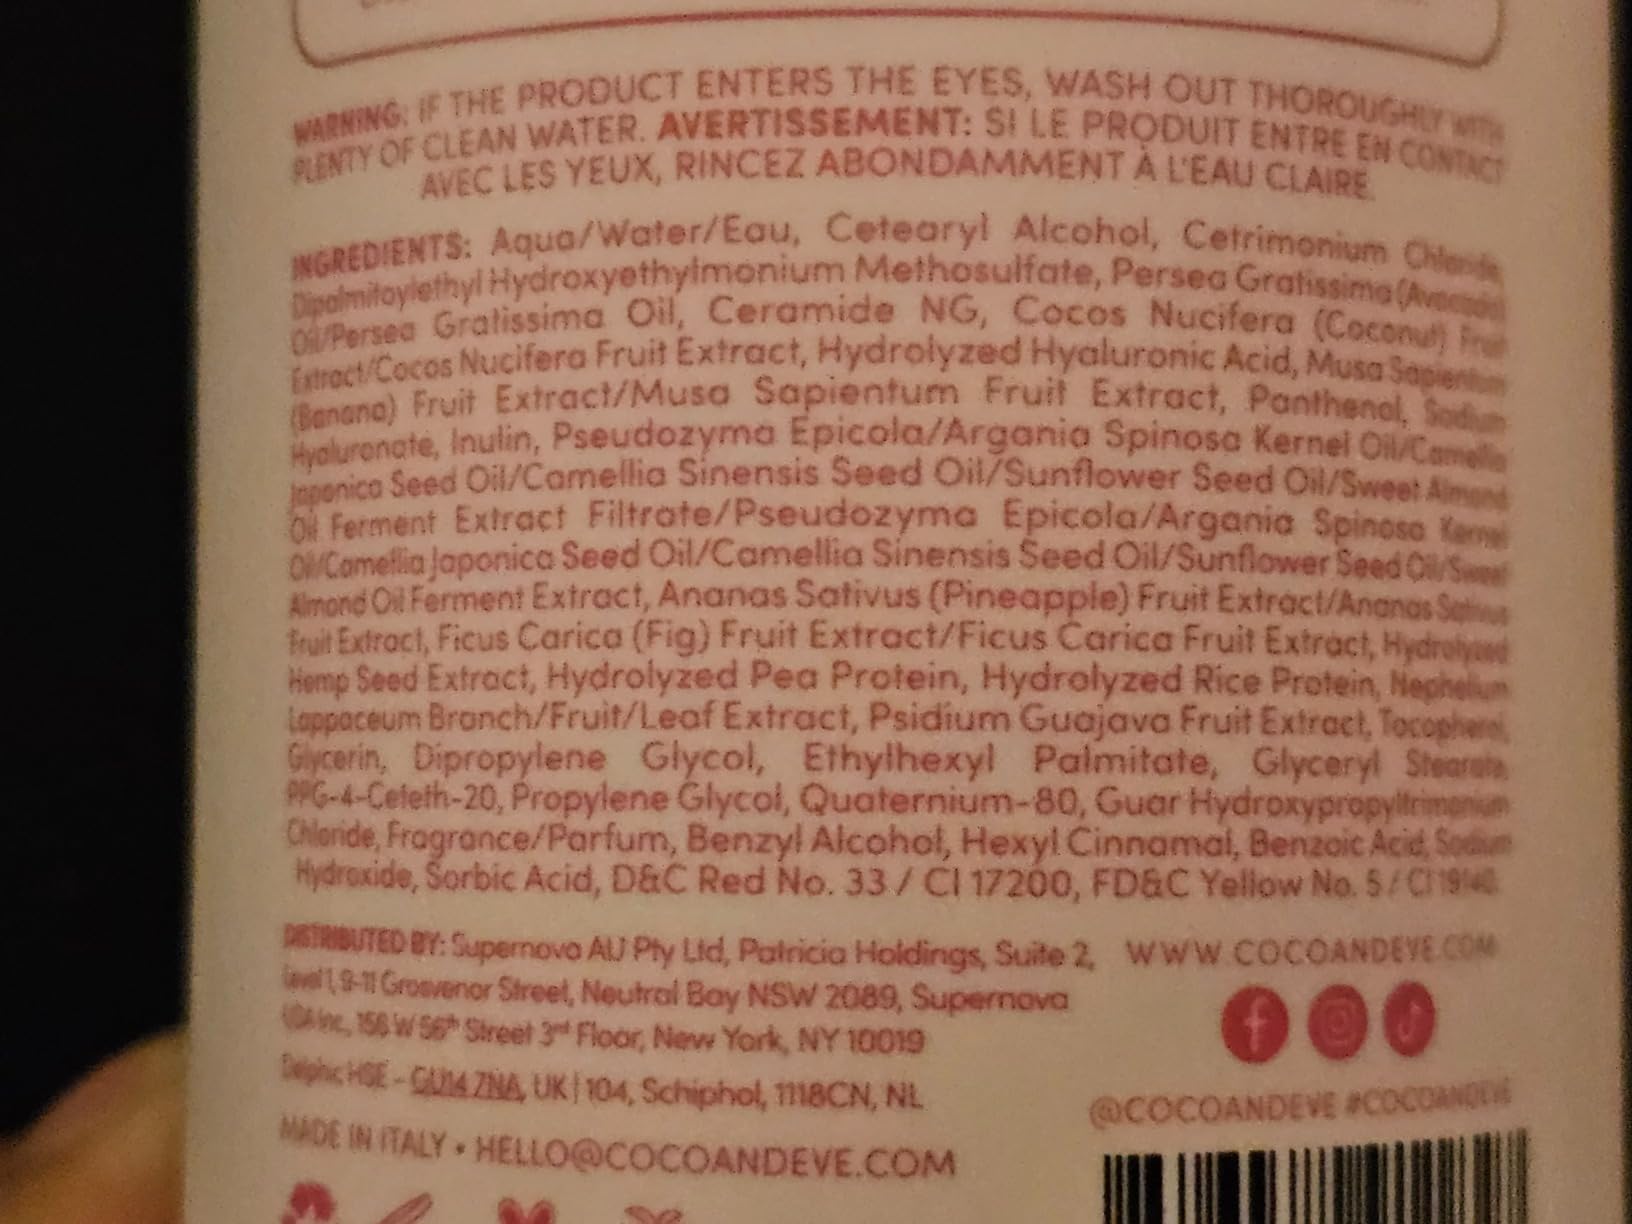 WARNING: IF THE PRODUCT ENTERS THE EYES, WASH OUT THOROUGHLY WITH
PLENTY OF CLEAN WATER. AVERTISSEMENT: SI LE PRODUIT ENTRE EN CONTACT
AVEC LES YEUX, RINCEZ ABONDAMMENT À L'EAU CLAIRE.
INGREDIENTS: Aqua/Water/Eau, Cetearyl Alcohol, Cetrimonium Chloride,
Dipalmitoylethyl Hydroxyethylmonium Methosulfate, Persea Gratissima (Avocado)
Oil/Persea Gratissima Oil, Ceramide NG, Cocos Nucifera (Coconut) Fruit
Extract/Cocos Nucifera Fruit Extract, Hydrolyzed Hyaluronic Acid, Musa Sapientum
(Banana) Fruit Extract/Musa Sapientum Fruit Extract, Panthenol, Sodium
Hyaluronate, Inulin, Pseudozyma Epicola/Argania Spinosa Kernel Oil/Camellia
Japonica Seed Oil/Camellia Sinensis Seed Oil/Sunflower Seed Oil/Sweet Almond
Oil Ferment Extract Filtrate/Pseudozyma Epicola/Argania Spinosa Kernel
Oil/Camellia Japonica Seed Oil/Camellia Sinensis Seed Oil/Sunflower Seed Oil/Sweet
Almond Oil Ferment Extract, Ananas Sativus (Pineapple) Fruit Extract/Ananas Sativus
Fruit Extract, Ficus Carica (Fig) Fruit Extract/Ficus Carica Fruit Extract, Hydrolyzed
Hemp Seed Extract, Hydrolyzed Pea Protein, Hydrolyzed Rice Protein, Nephelium
Lappaceum Branch/Fruit/Leaf Extract, Psidium Guajava Fruit Extract, Tocopherol,
Glycerin, Dipropylene Glycol, Ethylhexyl Palmitate, Glyceryl Stearate,
PPG-4-Ceteth-20, Propylene Glycol, Quaternium-80, Guar Hydroxypropyltrimonium
Chloride, Fragrance/Parfum, Benzyl Alcohol, Hexyl Cinnamal, Benzoic Acid, Sodium
Hydroxide, Sorbic Acid, D&C Red No. 33 / CI 17200, FD&C Yellow No. 5 / CI 19140.
DISTRIBUTED BY: Supernova AU Pty Ltd, Patricia Holdings, Suite 2,
Level 1, 9-11 Grosvenor Street, Neutral Bay NSW 2089, Supernova
USA Inc., 156 W 56th Street 3rd Floor, New York, NY 10019
Delphic HSE - GU14 7NA, UK | 104, Schiphol, 1118CN, NL
MADE IN ITALY • HELLO@COCOANDEVE.COM
WWW.COCOANDEVE.COM
@COCOANDEVE #COCOANDEVE